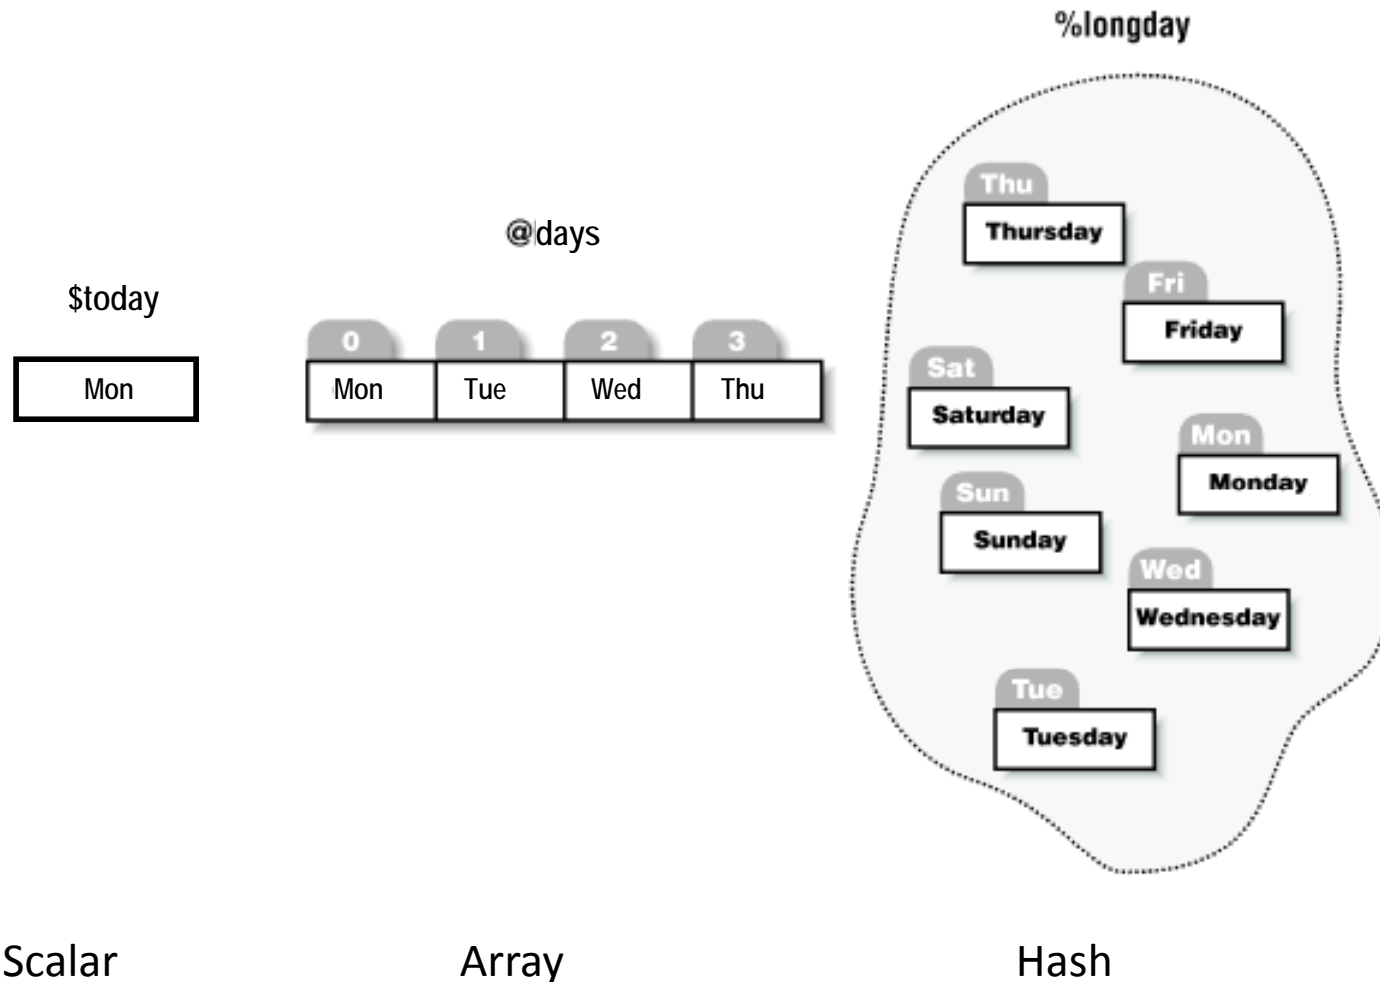 %longday
@days
$today
0 1 2 3
Mon
Mon Tue Wed Thu
Thu
Thursday
Fri
Friday
Sat
Saturday
Mon
Monday
Sun
Sunday
Wed
Wednesday
Tue
Tuesday
Scalar Array Hash